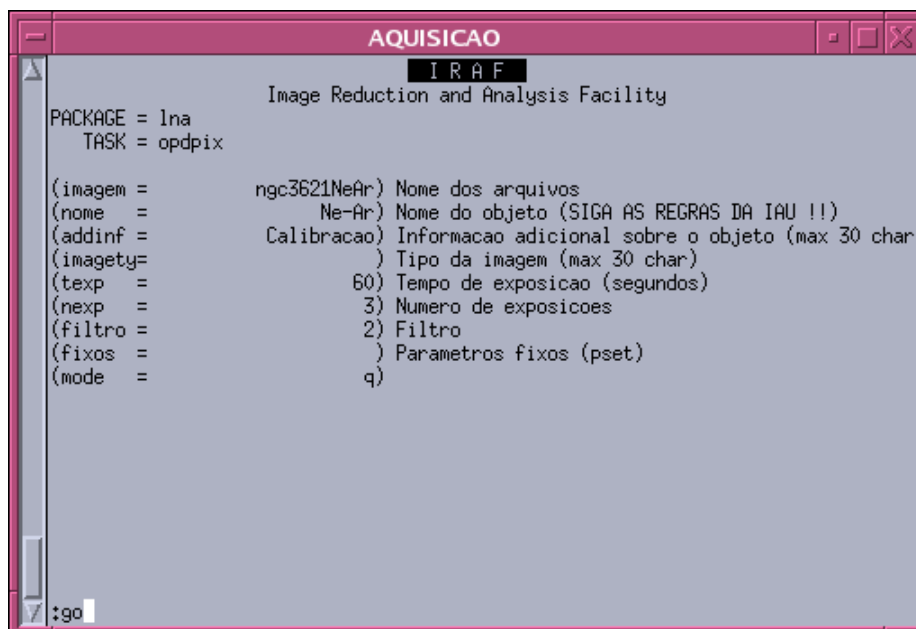 AQUISICAO
I R A F
Image Reduction and Analysis Facility
PACKAGE = lna
TASK = opdpix
(imagem = ngc3621NeAr) Nome dos arquivos
(nome = Ne-Ar) Nome do objeto (SIGA AS REGRAS DA IAU !!)
(addinf = Calibracao) Informacao adicional sobre o objeto (max 30 char
(imagety= ) Tipo da imagem (max 30 char)
(texp = 60) Tempo de exposicao (segundos)
(nexp = 3) Numero de exposicoes
(filtro = 2) Filtro
(fixos = ) Parametros fixos (pset)
(mode = q)
:go